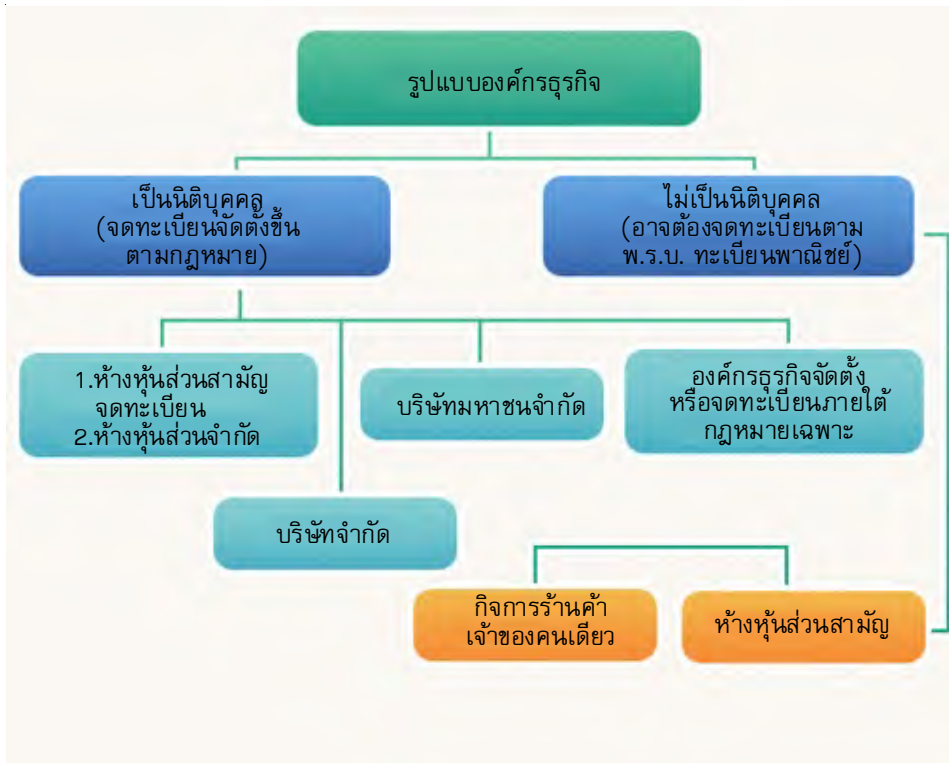 รูปแบบองค์กรธุรกิจ
เป็นนิติบุคคล
(จดทะเบียนจัดตั้งขึ้น
ตามกฎหมาย)
ไม่เป็นนิติบุคคล
(อาจต้องจดทะเบียนตาม
พ.ร.บ. ทะเบียนพาณิชย์)
1.ห้างหุ้นส่วนสามัญ
จดทะเบียน
2.ห้างหุ้นส่วนจำกัด
บริษัทมหาชนจำกัด
องค์กรธุรกิจจัดตั้ง
หรือจดทะเบียนภายใต้
กฎหมายเฉพาะ
บริษัทจำกัด
กิจการร้านค้า
เจ้าของคนเดียว
ห้างหุ้นส่วนสามัญ